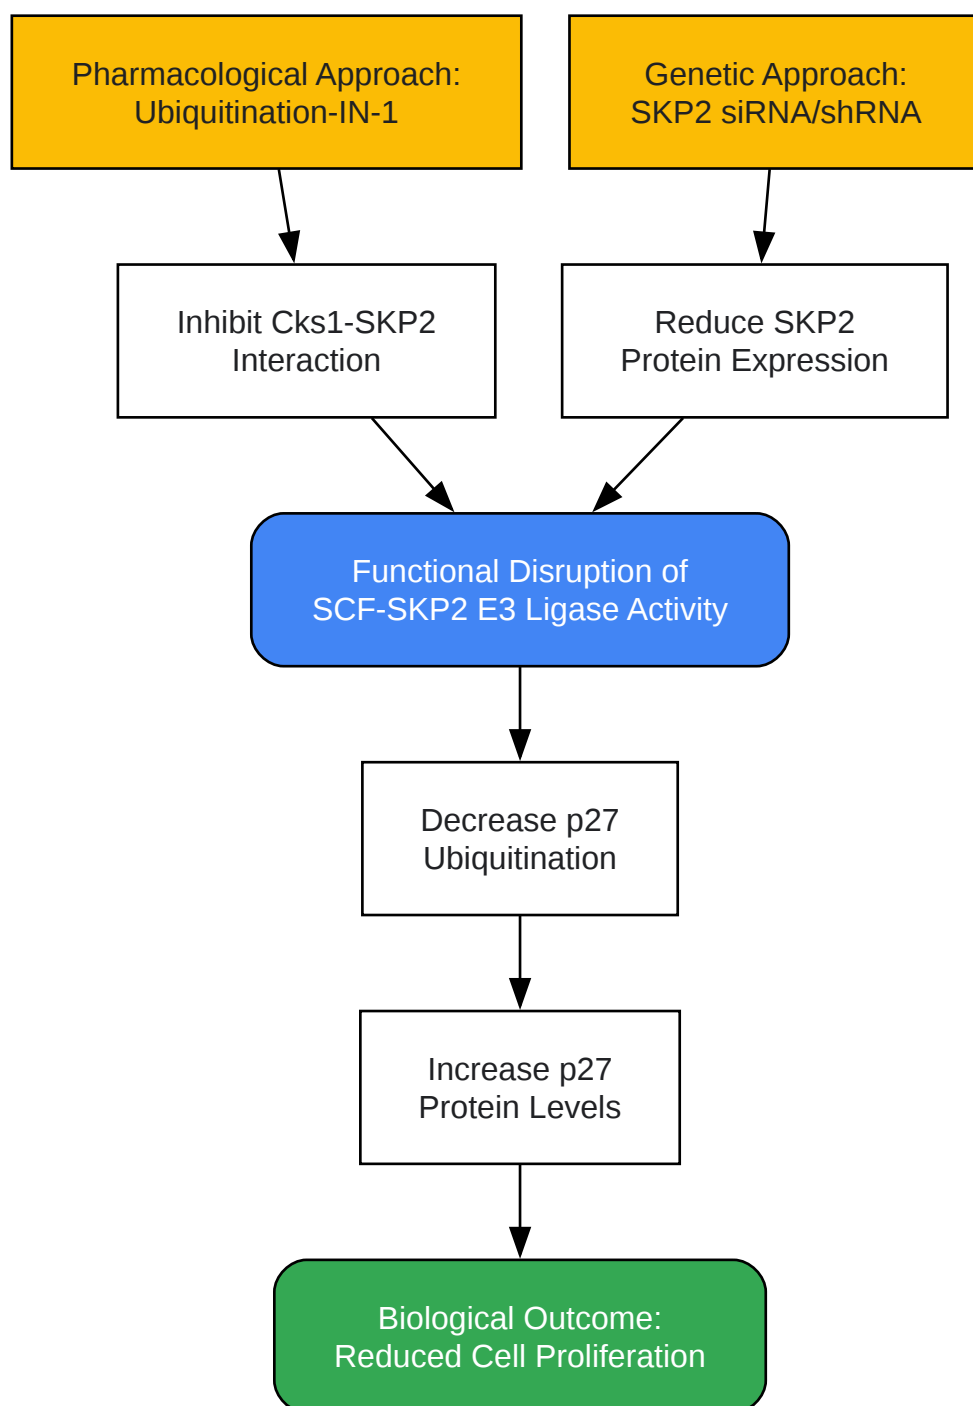 Pharmacological Approach:
Ubiquitination-IN-1
Genetic Approach:
SKP2 siRNA/shRNA
Inhibit Cks1-SKP2
Interaction
Reduce SKP2
Protein Expression
Functional Disruption of
SCF-SKP2 E3 Ligase Activity
Decrease p27
Ubiquitination
Increase p27
Protein Levels
Biological Outcome:
Reduced Cell Proliferation